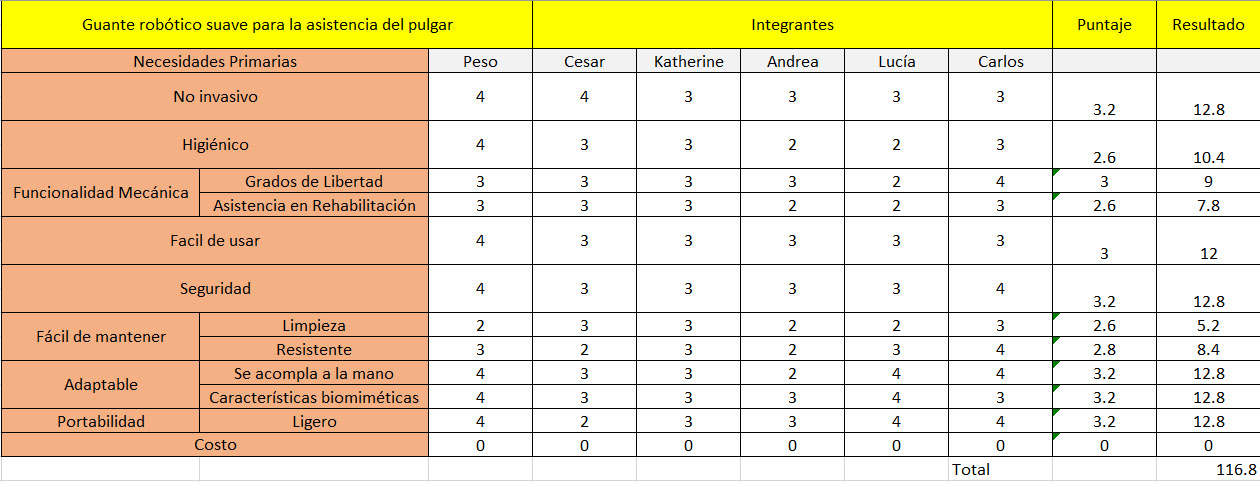 Guante robótico suave para la asistencia del pulgar Integrantes Puntaje Resultado
Necesidades Primarias Peso Cesar Katherine Andrea Lucía Carlos
No invasivo 4 4 3 3 3 3 3.2 12.8
Higiénico 4 3 3 2 2 3 2.6 10.4
Funcionalidad Mecánica Grados de Libertad 3 3 3 3 2 4 3 9
Asistencia en Rehabilitación 3 3 3 2 2 3 2.6 7.8
Facil de usar 4 3 3 3 3 3 3 12
Seguridad 4 3 3 3 3 4 3.2 12.8
Fácil de mantener Limpieza 2 3 3 2 2 3 2.6 5.2
Resistente 3 2 3 2 3 4 2.8 8.4
Adaptable Se acompla a la mano 4 3 3 2 4 4 3.2 12.8
Características biomiméticas 4 3 3 3 4 3 3.2 12.8
Portabilidad Ligero 4 2 3 3 4 4 3.2 12.8
Costo 0 0 0 0 0 0 0 0
Total 116.8